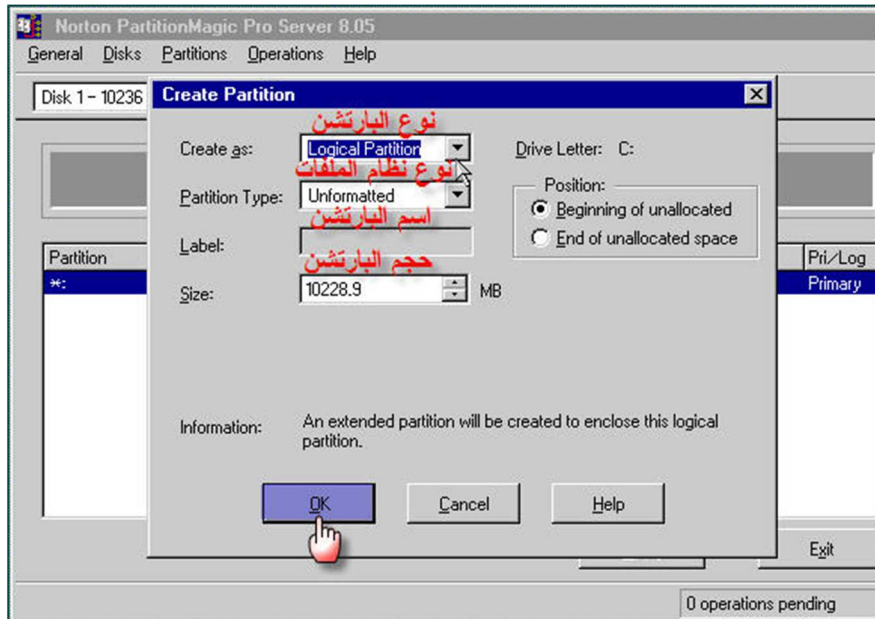 Norton PartitionMagic Pro Server 8.05
General Disks Partitions Operations Help
Disk 1 - 10236
Create Partition
نوع البارتشن
Create as: Logical Partition
Drive Letter: C:
نوع نظام الملفات
Partition Type: Unformatted
Position:
Beginning of unallocated
End of unallocated space
اسم البارتشن
Label:
حجم البارتشن
Size: 10228.9 MB
Partition
Pri/Log
*:
Primary
Information: An extended partition will be created to enclose this logical
partition.
OK Cancel Help
Exit
0 operations pending